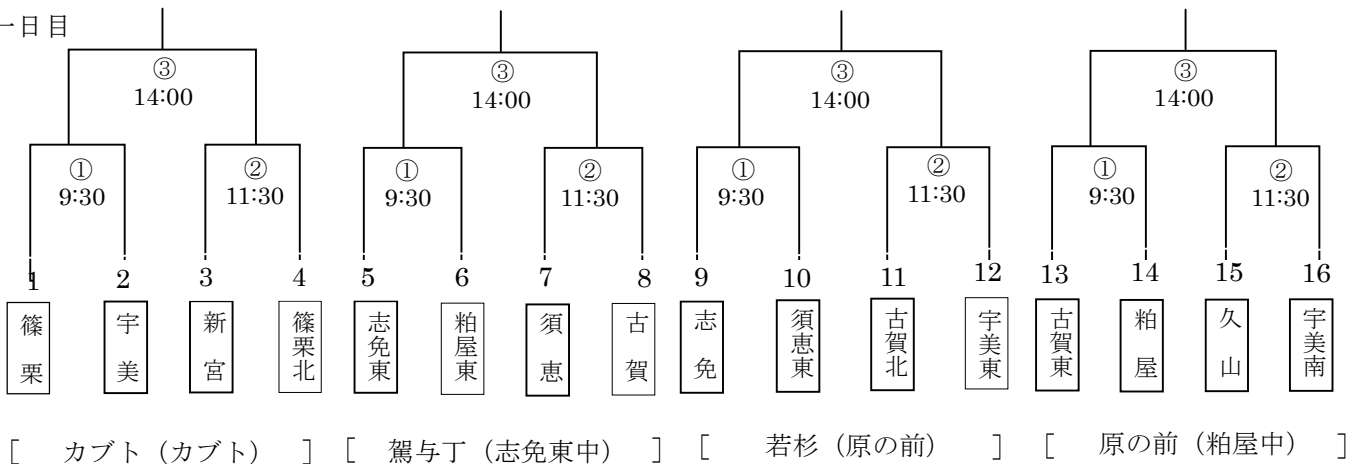 一日目
③ ③ ③ ③
14:00 14:00 14:00 14:00
① ② ① ② ① ② ① ②
9:30 11:30 9:30 11:30 9:30 11:30 9:30 11:30
1 2 3 4 5 6 7 8 9 10 11 12 13 14 15 16
篠栗 宇美 新宮 篠栗北 志免東 粕屋東 須恵 古賀 志免 須恵東 古賀北 宇美東 古賀東 粕屋 久山 宇美南
[ カブト（カブト） ] [ 駕与丁（志免東中） ] [ 若杉（原の前） ] [ 原の前（粕屋中） ]